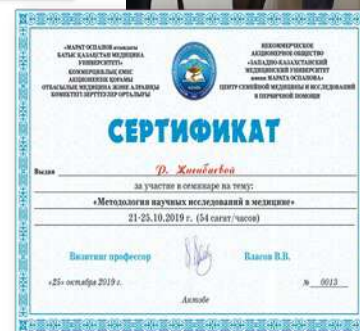 «МАРАТ ОСПАНОВ атындағы
БАТЫС ҚАЗАҚСТАН МЕДИЦИНА
УНИВЕРСИТЕТІ»
КОММЕРЦИЯЛЫҚ ЕМЕС
АКЦИОНЕРЛІК ҚОҒАМЫ
ОТБАСЫЛЫҚ МЕДИЦИНА ЖӘНЕ АЛҒАШҚЫ
КӨМЕКТЕГІ ЗЕРТТЕУЛЕР ОРТАЛЫҒЫ
НЕКОММЕРЧЕСКОЕ
АКЦИОНЕРНОЕ ОБЩЕСТВО
«ЗАПАДНО-КАЗАХСТАНСКИЙ
МЕДИЦИНСКИЙ УНИВЕРСИТЕТ
имени МАРАТА ОСПАНОВА»
ЦЕНТР СЕМЕЙНОЙ МЕДИЦИНЫ И ИССЛЕДОВАНИЙ
В ПЕРВИЧНОЙ ПОМОЩИ
СЕРТИФИКАТ
Выдан
за участие в семинаре на тему:
«Методология научных исследований в медицине»
21-25.10.2019 г. (54 сағат/часов)
Визитинг профессор Власов В.В.
«25» октября 2019 г. № 0013
Актобе